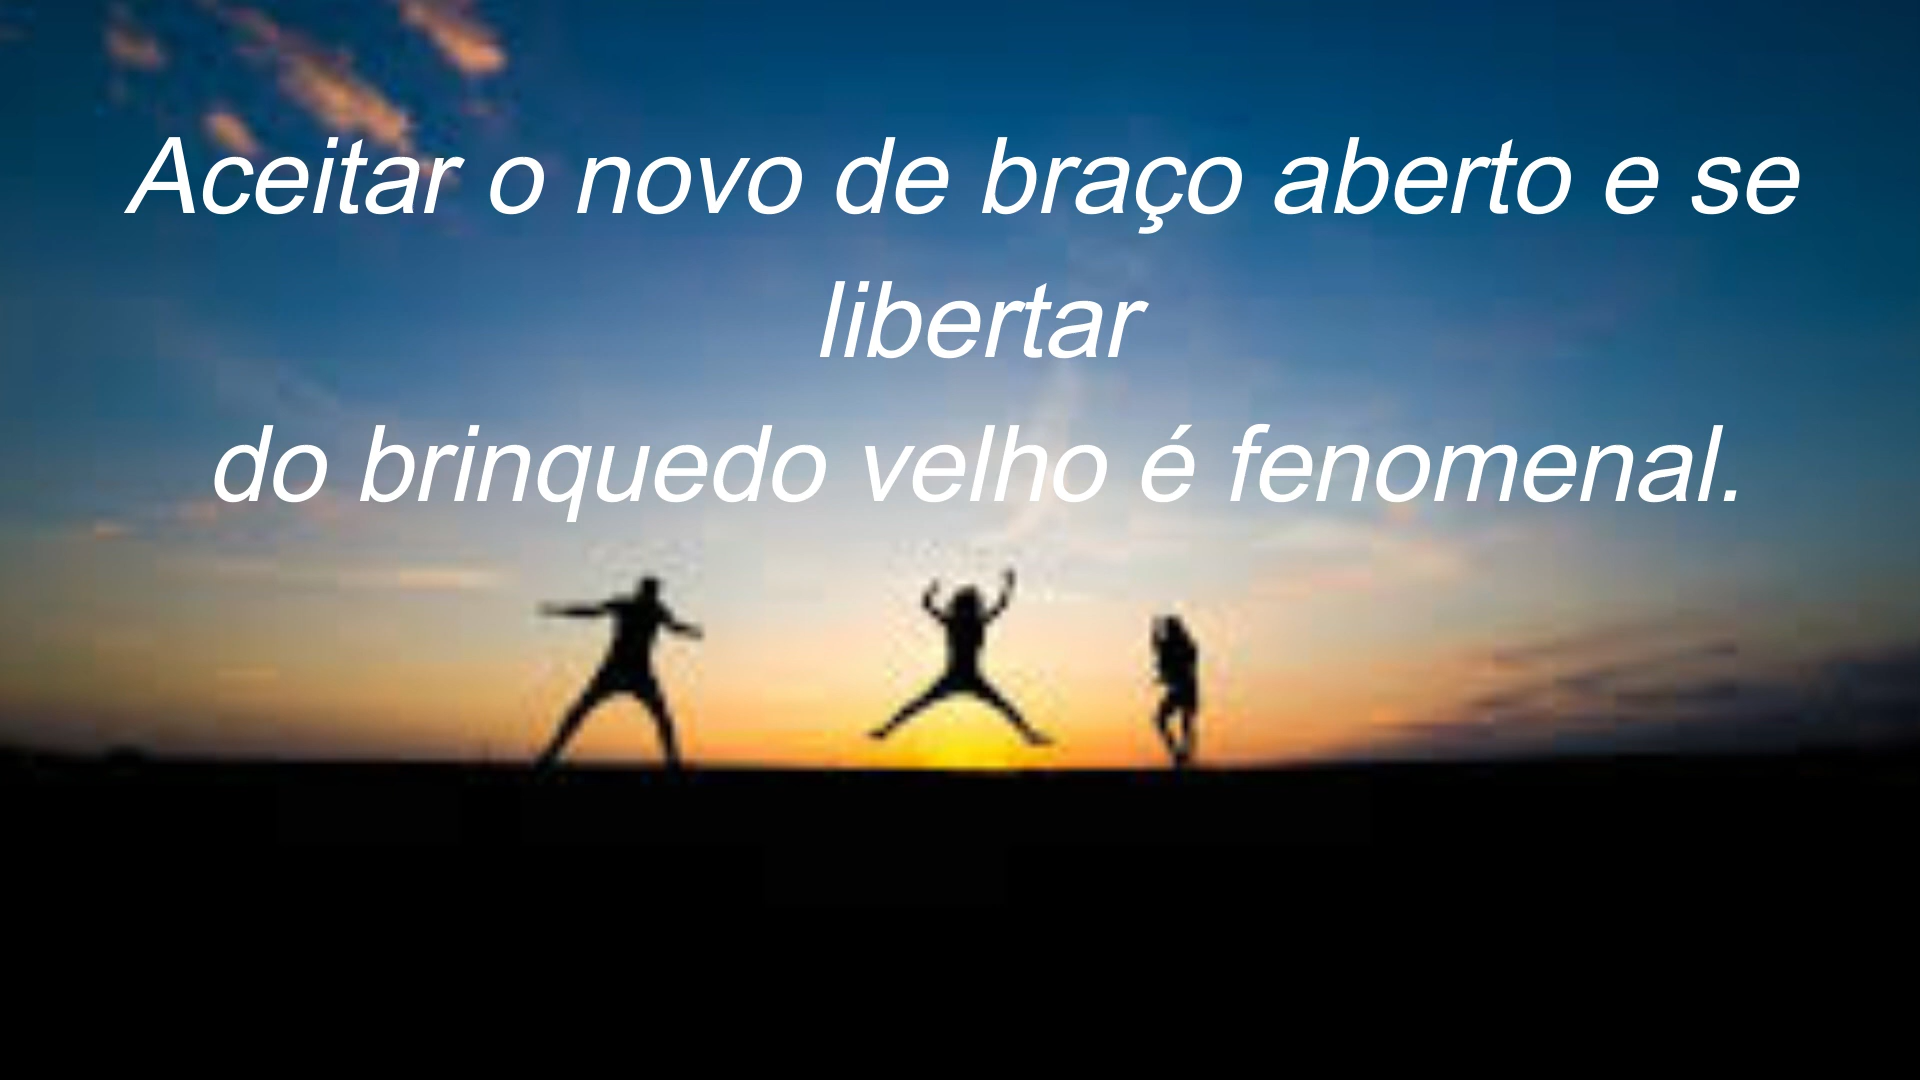 Aceitar o novo de braço aberto e se
libertar
do brinquedo velho é fenomenal.